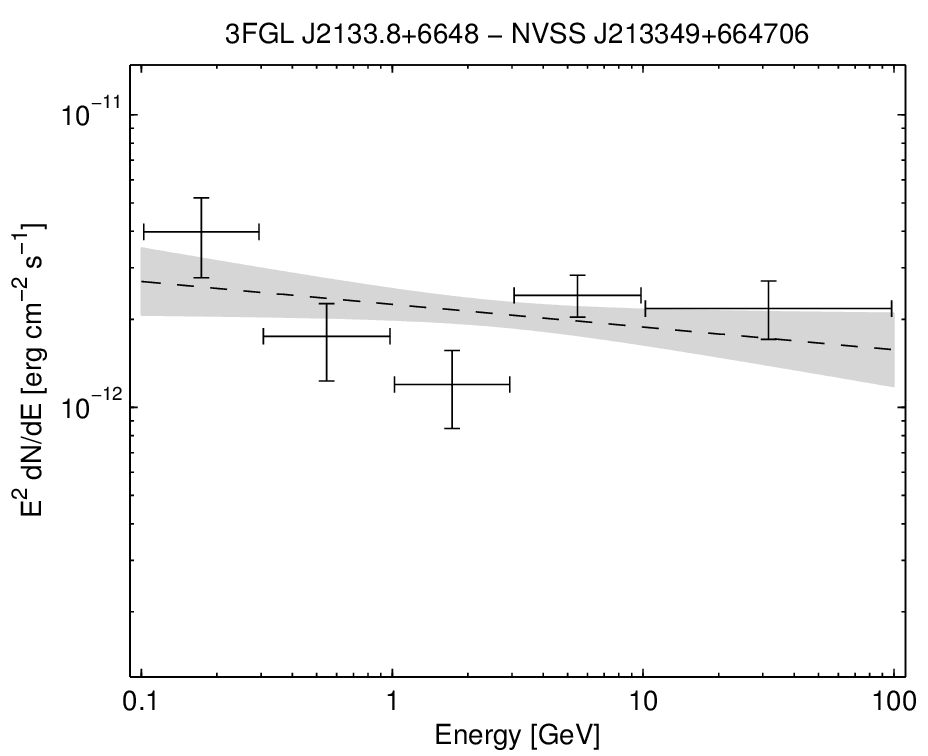 3FGL J2133.8+6648 − NVSS J213349+664706
10⁻¹¹
10⁻¹²
E² dN/dE [erg cm⁻² s⁻¹]
0.1 1 10 100
Energy [GeV]